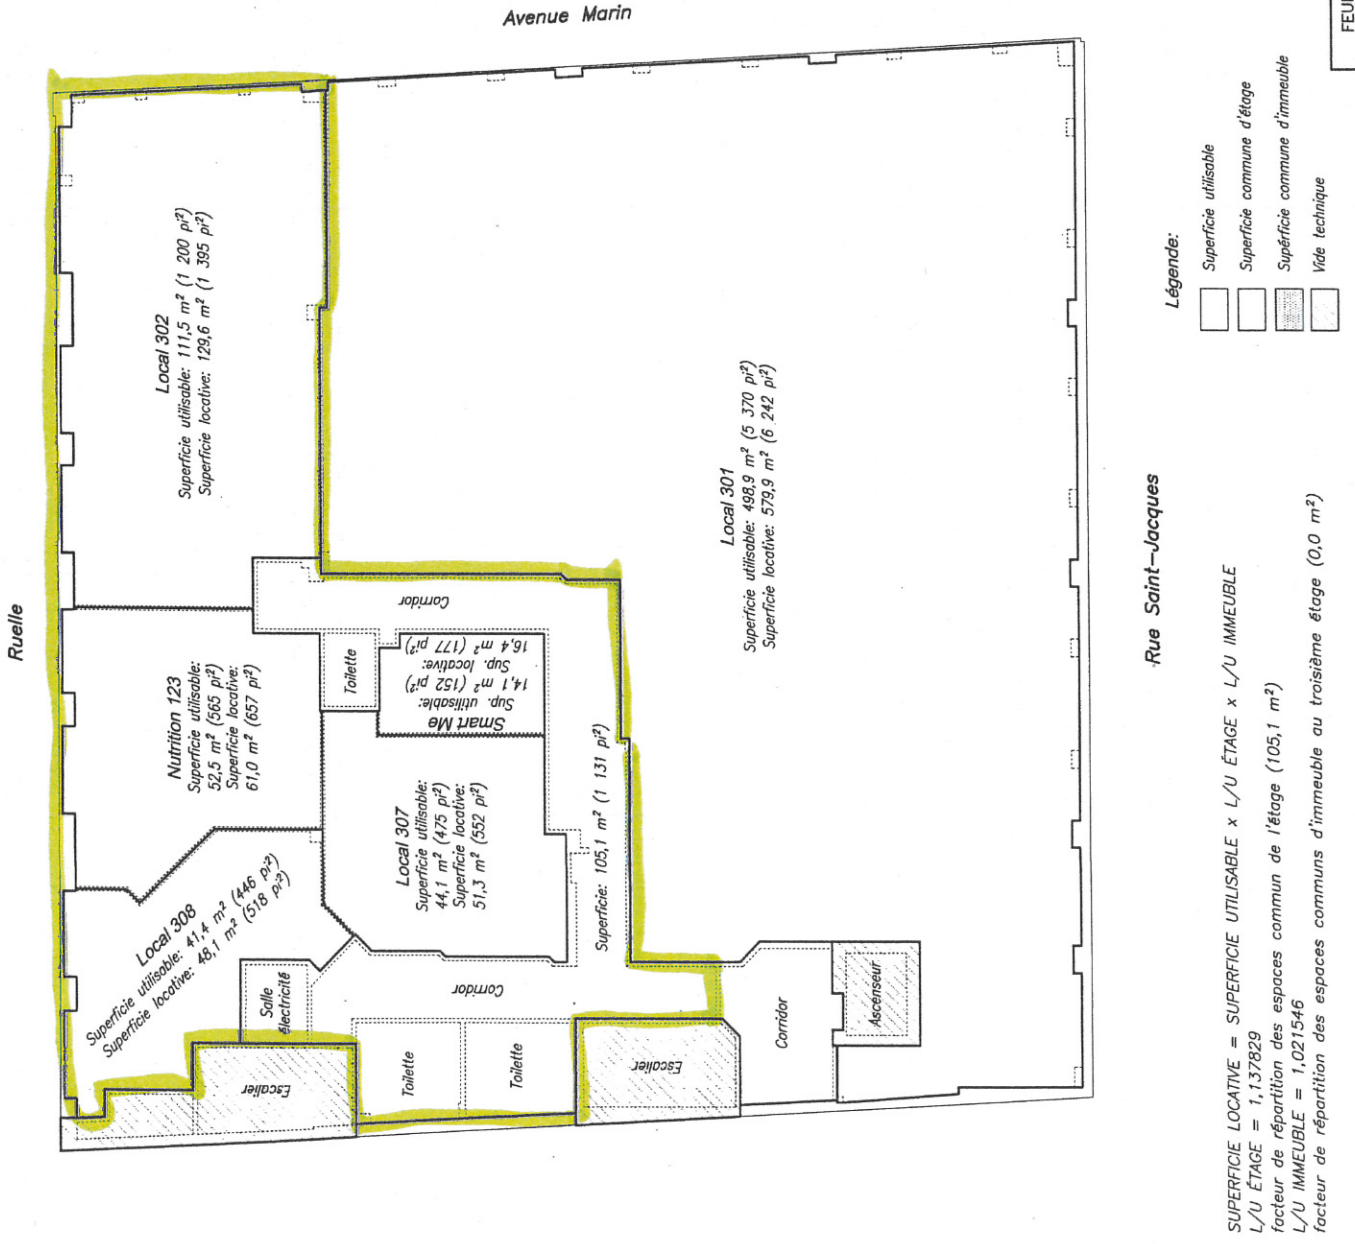 Avenue Marin
FEUI
Ruelle
Local 302
Superficie utilisable: 111,5 m² (1 200 pi²)
Superficie locative: 129,6 m² (1 395 pi²)
Nutrition 123
Superficie utilisable:
52,5 m² (565 pi²)
Superficie locative:
61,0 m² (657 pi²)
Local 308
Superficie utilisable: 41,4 m² (446 pi²)
Superficie locative: 48,1 m² (518 pi²)
Corridor
Toilette
Smart Me
Sup. utilisable:
14,1 m² (152 pi²)
Sup. locative:
16,4 m² (177 pi²)
Local 307
Superficie utilisable:
44,1 m² (475 pi²)
Superficie locative:
51,3 m² (552 pi²)
Superficie: 105,1 m² (1 131 pi²)
Salle
électricité
Corridor
Escalier
Toilette
Toilette
Escalier
Corridor
Ascenseur
Local 301
Superficie utilisable: 498,9 m² (5 370 pi²)
Superficie locative: 579,9 m² (6 242 pi²)
Rue Saint-Jacques
Légende:
Superficie utilisable
Superficie commune d'étage
Supérficie commune d'immeuble
Vide technique
SUPERFICIE LOCATIVE = SUPERFICIE UTILISABLE x L/U ÉTAGE x L/U IMMEUBLE
L/U ÉTAGE = 1,137829
facteur de répartition des espaces commun de l'étage (105,1 m²)
L/U IMMEUBLE = 1,021546
facteur de répartition des espaces communs d'immeuble au troisième étage (0,0 m²)